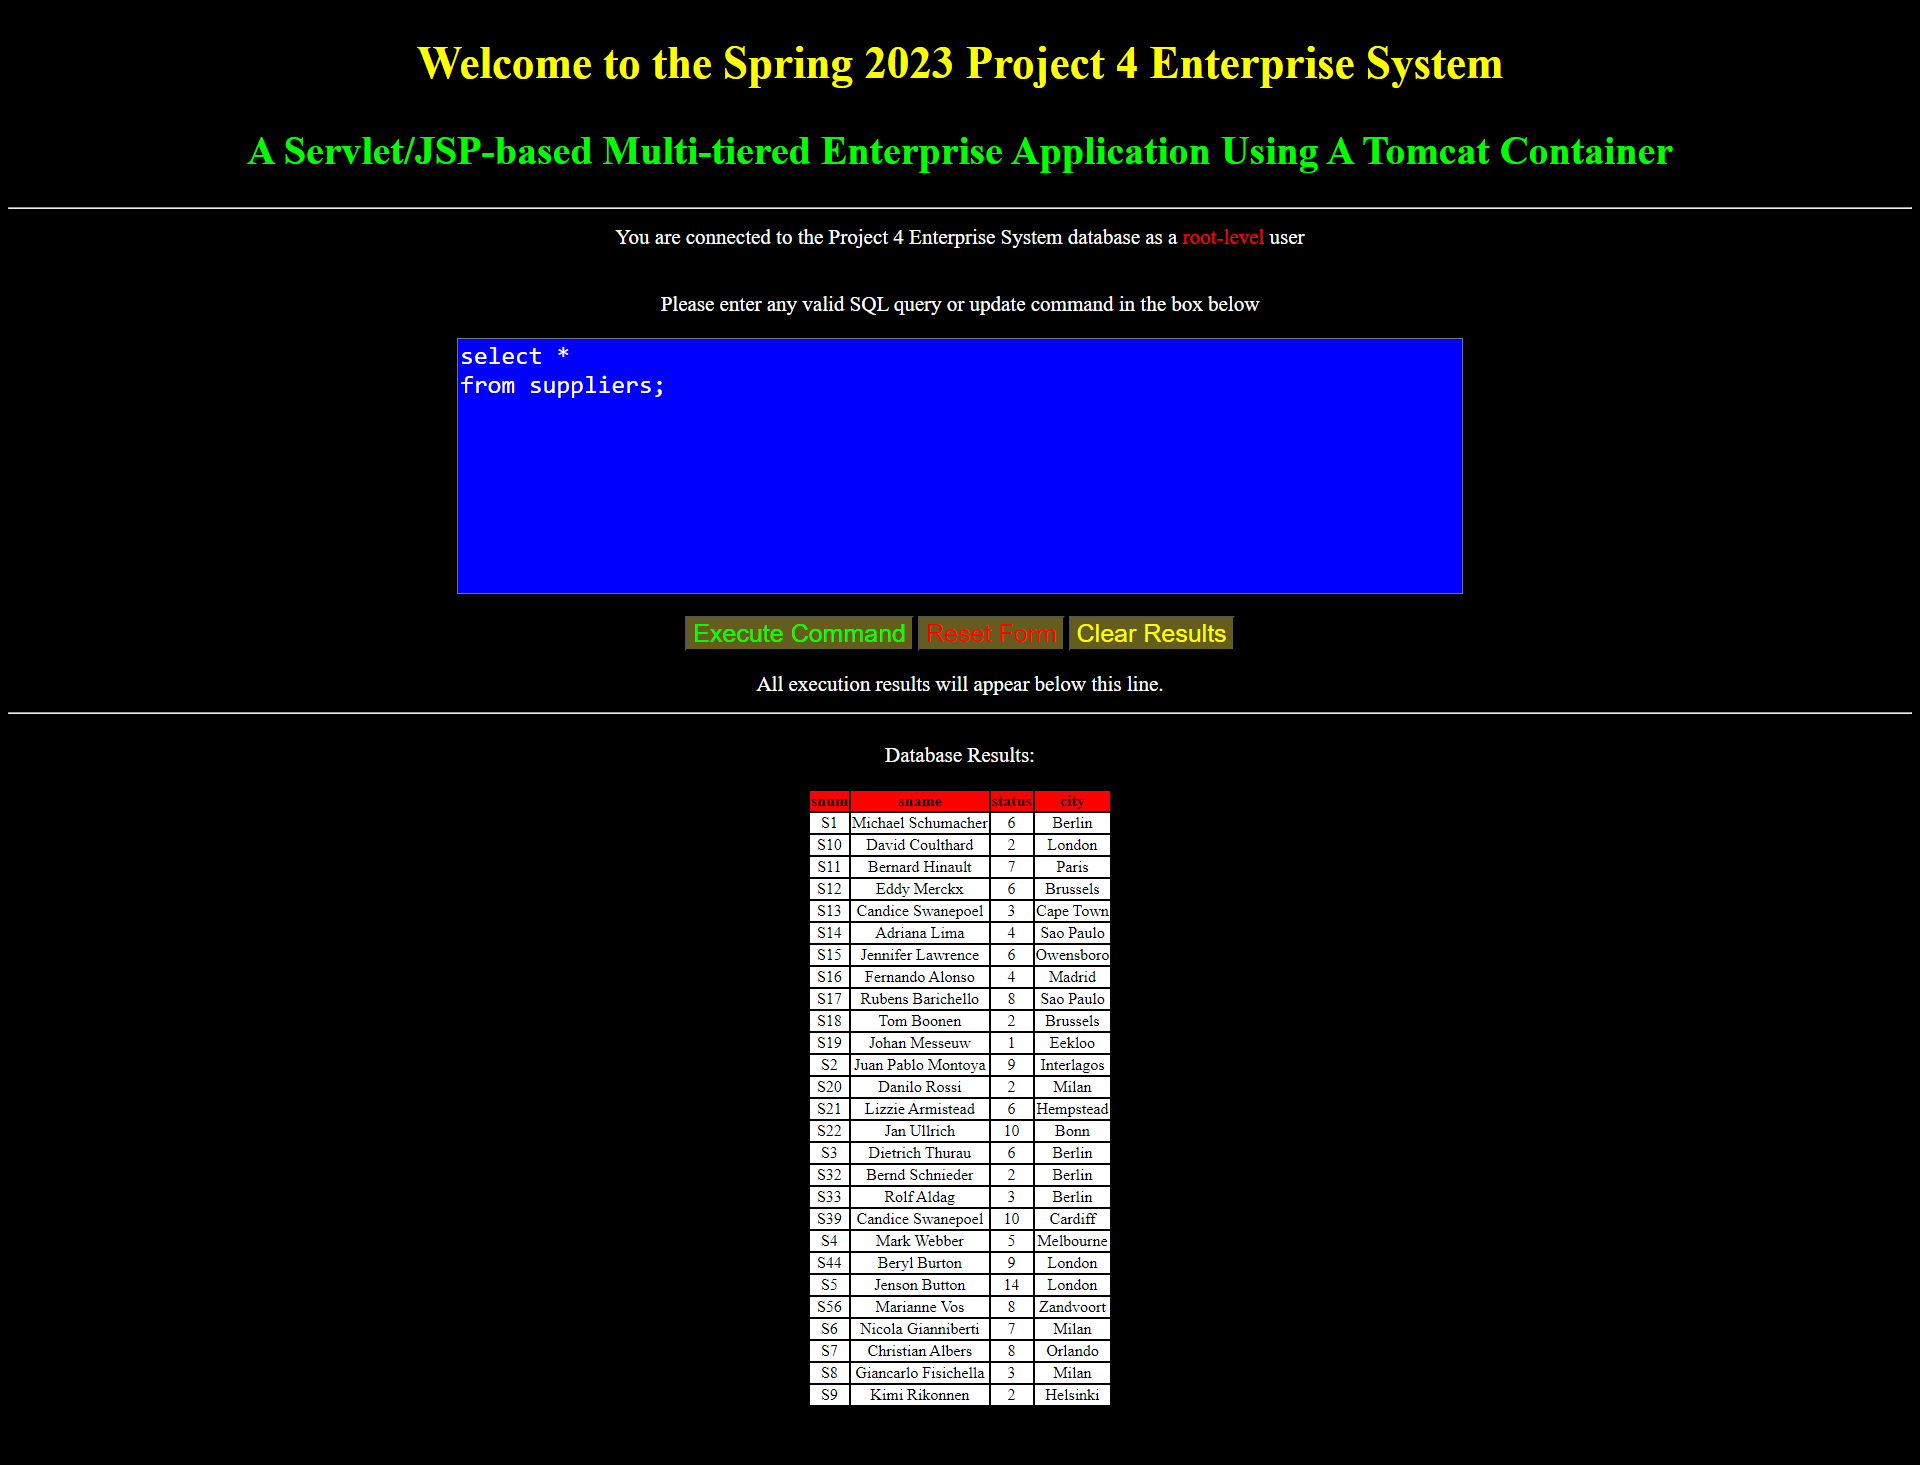 Welcome to the Spring 2023 Project 4 Enterprise System
A Servlet/JSP-based Multi-tiered Enterprise Application Using A Tomcat Container
You are connected to the Project 4 Enterprise System database as a root-level user
Please enter any valid SQL query or update command in the box below
select *
from suppliers;
Execute Command Reset Form Clear Results
All execution results will appear below this line.
Database Results:
snum sname status city
S1 Michael Schumacher 6 Berlin
S10 David Coulthard 2 London
S11 Bernard Hinault 7 Paris
S12 Eddy Merckx 6 Brussels
S13 Candice Swanepoel 3 Cape Town
S14 Adriana Lima 4 Sao Paulo
S15 Jennifer Lawrence 6 Owensboro
S16 Fernando Alonso 4 Madrid
S17 Rubens Barichello 8 Sao Paulo
S18 Tom Boonen 2 Brussels
S19 Johan Messeuw 1 Eekloo
S2 Juan Pablo Montoya 9 Interlagos
S20 Danilo Rossi 2 Milan
S21 Lizzie Armistead 6 Hempstead
S22 Jan Ullrich 10 Bonn
S3 Dietrich Thurau 6 Berlin
S32 Bernd Schnieder 2 Berlin
S33 Rolf Aldag 3 Berlin
S39 Candice Swanepoel 10 Cardiff
S4 Mark Webber 5 Melbourne
S44 Beryl Burton 9 London
S5 Jenson Button 14 London
S56 Marianne Vos 8 Zandvoort
S6 Nicola Gianniberti 7 Milan
S7 Christian Albers 8 Orlando
S8 Giancarlo Fisichella 3 Milan
S9 Kimi Rikonnen 2 Helsinki